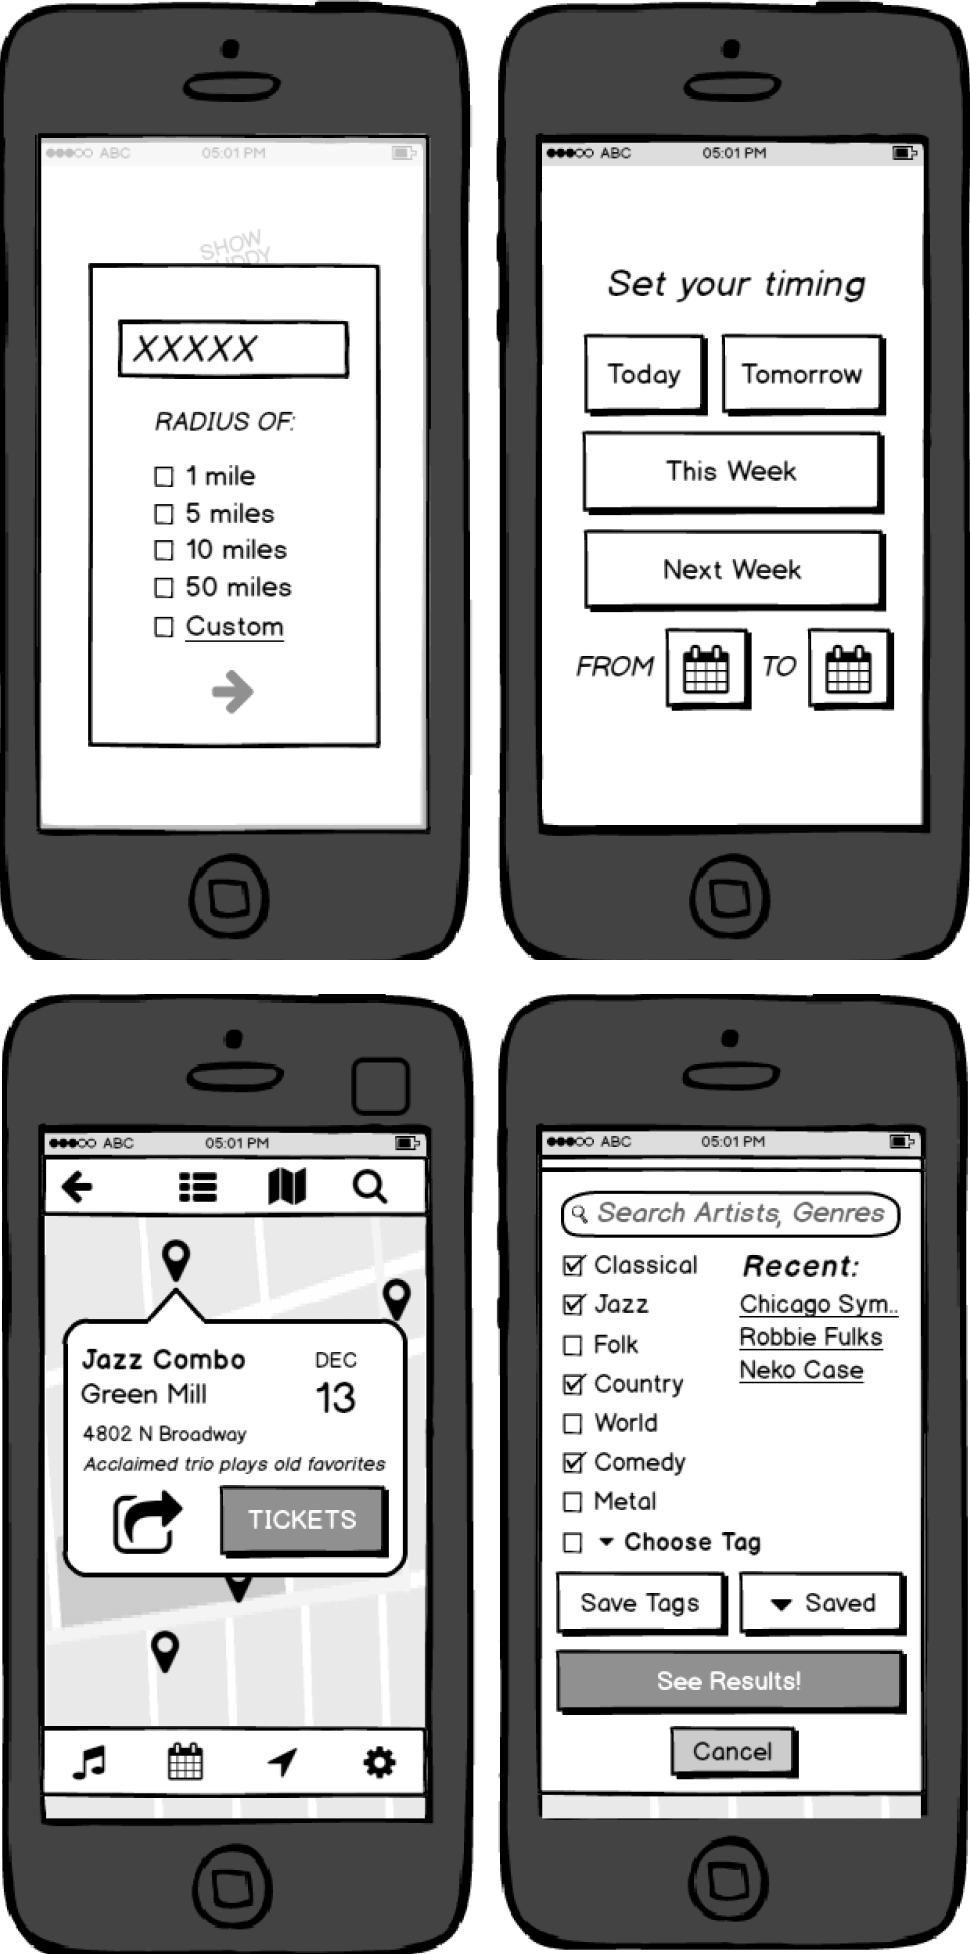 ABC 05:01 PM
SHOW
XXXXX
RADIUS OF:
1 mile
5 miles
10 miles
50 miles
Custom
ABC 05:01 PM
Set your timing
Today Tomorrow
This Week
Next Week
FROM TO
ABC 05:01 PM
Jazz Combo DEC
Green Mill 13
4802 N Broadway
Acclaimed trio plays old favorites
TICKETS
ABC 05:01 PM
Search Artists, Genres
Classical Recent:
Jazz Chicago Sym..
Folk Robbie Fulks
Country Neko Case
World
Comedy
Metal
Choose Tag
Save Tags Saved
See Results!
Cancel